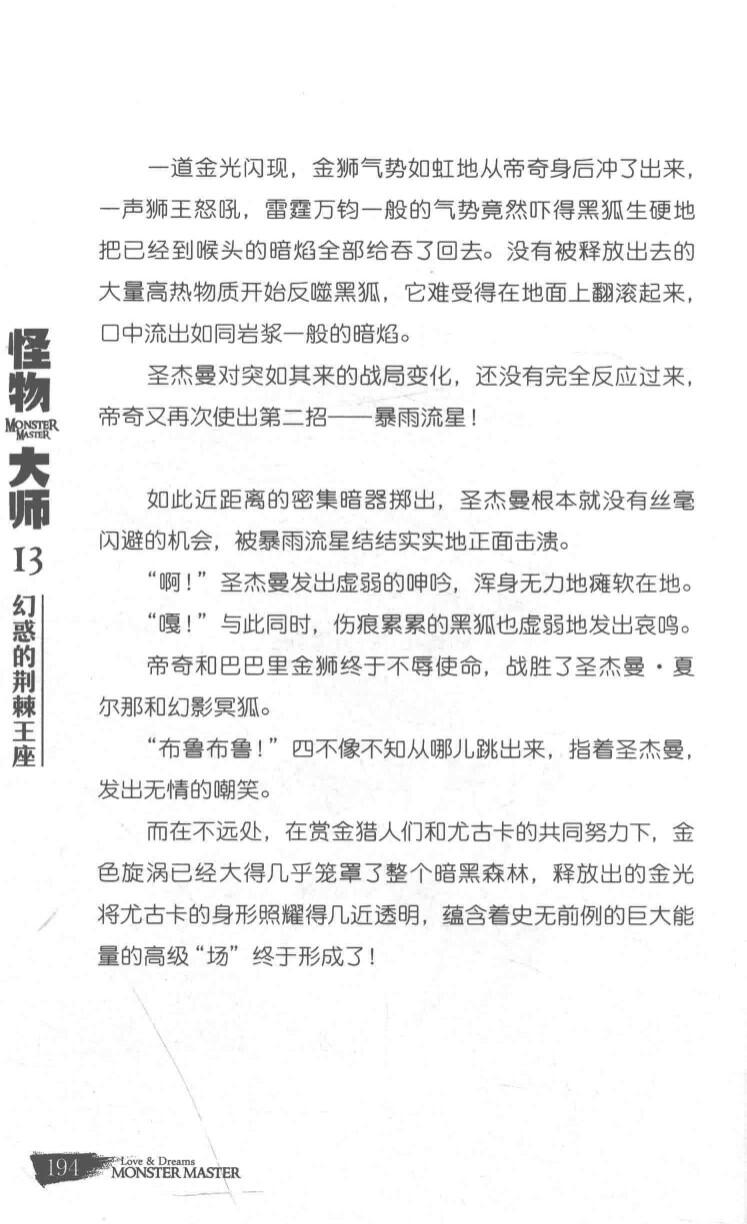 一道金光闪现，金狮气势如虹地从帝奇身后冲了出来，
一声狮王怒吼，雷霆万钧一般的气势竟然吓得黑狐生硬地
把已经到喉头的暗焰全部给吞了回去。没有被释放出去的
大量高热物质开始反噬黑狐，它难受得在地面上翻滚起来，
口中流出如同岩浆一般的暗焰。
圣杰曼对突如其来的战局变化，还没有完全反应过来，
帝奇又再次使出第二招——暴雨流星！
如此近距离的密集暗器掷出，圣杰曼根本就没有丝毫
闪避的机会，被暴雨流星结结实实地正面击溃。
“啊！”圣杰曼发出虚弱的呻吟，浑身无力地瘫软在地。
“嘎！”与此同时，伤痕累累的黑狐也虚弱地发出哀鸣。
帝奇和巴巴里金狮终于不辱使命，战胜了圣杰曼·夏
尔那和幻影冥狐。
“布鲁布鲁！”四不像不知从哪儿跳出来，指着圣杰曼，
发出无情的嘲笑。
而在不远处，在赏金猎人们和尤古卡的共同努力下，金
色旋涡已经大得几乎笼罩了整个暗黑森林，释放出的金光
将尤古卡的身形照耀得几近透明，蕴含着史无前例的巨大能
量的高级“场”终于形成了！
怪物
MONSTER
MASTER
大师
13
幻惑的荆棘王座
194
Love & Dreams
MONSTER MASTER